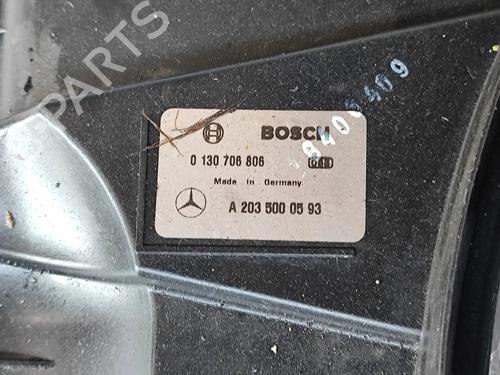 BOSCH
0 130 706 806
Made in Germany
A 203 500 05 93
B-PARTS